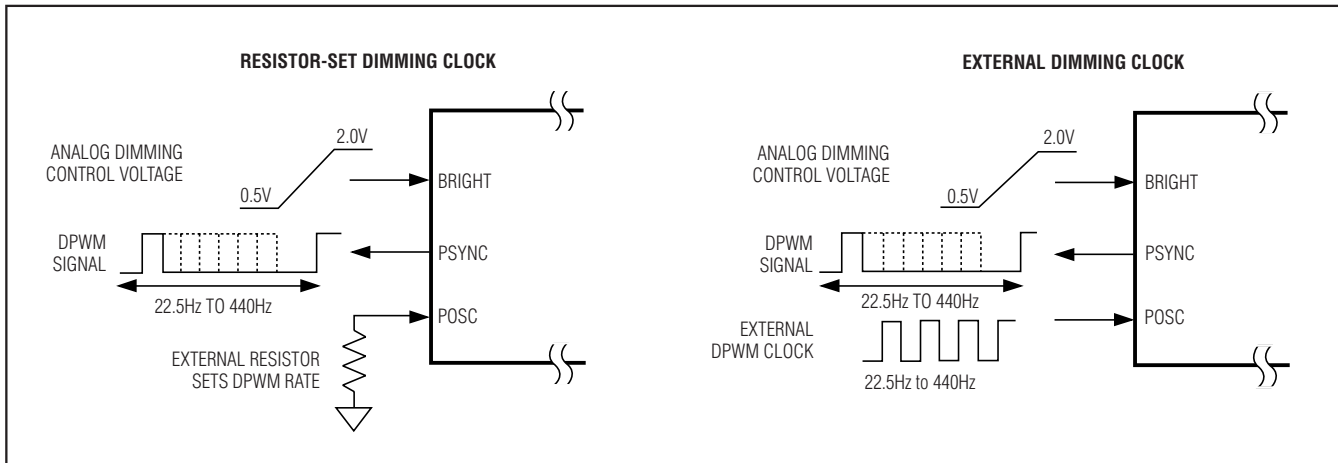 RESISTOR-SET DIMMING CLOCK
ANALOG DIMMING
CONTROL VOLTAGE
0.5V
2.0V
BRIGHT
DPWM
SIGNAL
PSYNC
22.5Hz TO 440Hz
POSC
EXTERNAL RESISTOR
SETS DPWM RATE
EXTERNAL DIMMING CLOCK
ANALOG DIMMING
CONTROL VOLTAGE
0.5V
2.0V
BRIGHT
DPWM
SIGNAL
PSYNC
22.5Hz TO 440Hz
EXTERNAL
DPWM CLOCK
POSC
22.5Hz to 440Hz